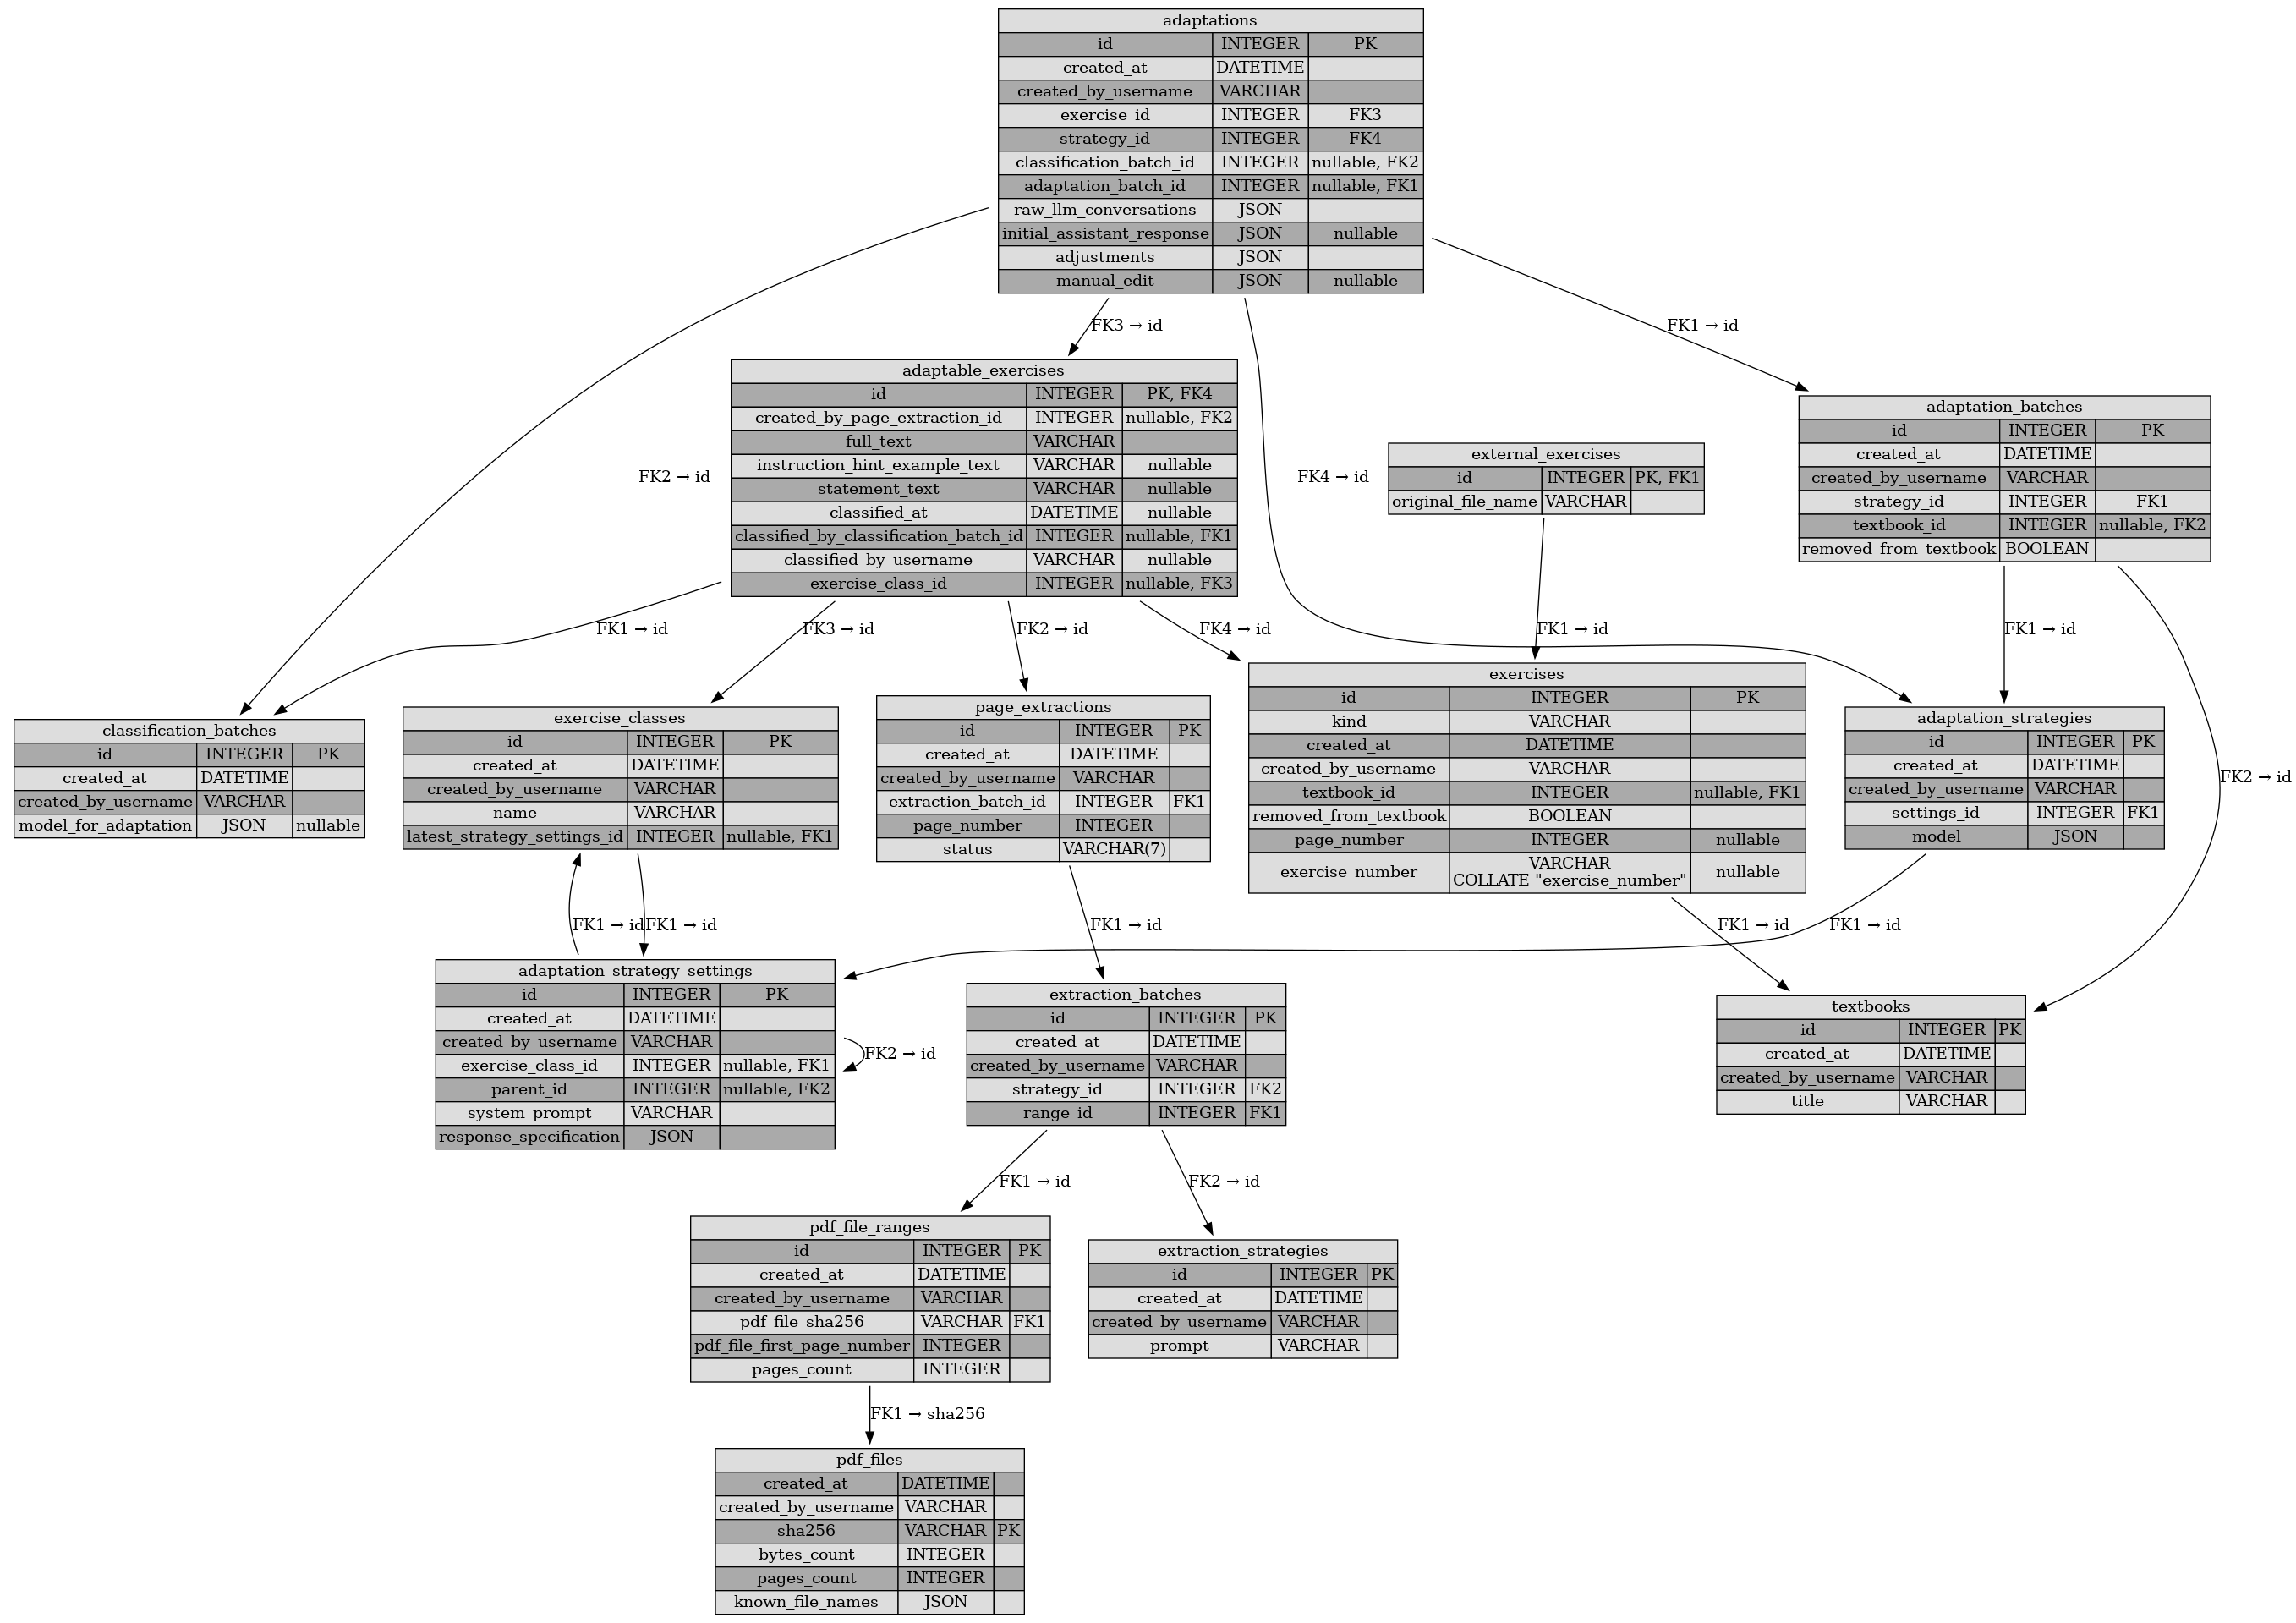 adaptations
id INTEGER PK
created_at DATETIME
created_by_username VARCHAR
exercise_id INTEGER FK3
strategy_id INTEGER FK4
classification_batch_id INTEGER nullable, FK2
adaptation_batch_id INTEGER nullable, FK1
raw_llm_conversations JSON
initial_assistant_response JSON nullable
adjustments JSON
manual_edit JSON nullable
FK3 → id
FK1 → id
adaptable_exercises
id INTEGER PK, FK4
created_by_page_extraction_id INTEGER nullable, FK2
full_text VARCHAR
instruction_hint_example_text VARCHAR nullable
statement_text VARCHAR nullable
classified_at DATETIME nullable
classified_by_classification_batch_id INTEGER nullable, FK1
classified_by_username VARCHAR nullable
exercise_class_id INTEGER nullable, FK3
FK2 → id
FK4 → id
external_exercises
id INTEGER PK, FK1
original_file_name VARCHAR
adaptation_batches
id INTEGER PK
created_at DATETIME
created_by_username VARCHAR
strategy_id INTEGER FK1
textbook_id INTEGER nullable, FK2
removed_from_textbook BOOLEAN
FK1 → id
FK3 → id
FK2 → id
FK4 → id
FK1 → id
FK1 → id
FK2 → id
classification_batches
id INTEGER PK
created_at DATETIME
created_by_username VARCHAR
model_for_adaptation JSON nullable
exercise_classes
id INTEGER PK
created_at DATETIME
created_by_username VARCHAR
name VARCHAR
latest_strategy_settings_id INTEGER nullable, FK1
page_extractions
id INTEGER PK
created_at DATETIME
created_by_username VARCHAR
extraction_batch_id INTEGER FK1
page_number INTEGER
status VARCHAR(7)
exercises
id INTEGER PK
kind VARCHAR
created_at DATETIME
created_by_username VARCHAR
textbook_id INTEGER nullable, FK1
removed_from_textbook BOOLEAN
page_number INTEGER nullable
exercise_number VARCHAR
COLLATE "exercise_number" nullable
adaptation_strategies
id INTEGER PK
created_at DATETIME
created_by_username VARCHAR
settings_id INTEGER FK1
model JSON
FK1 → id
FK1 → id
FK1 → id
FK1 → id
FK1 → id
adaptation_strategy_settings
id INTEGER PK
created_at DATETIME
created_by_username VARCHAR
exercise_class_id INTEGER nullable, FK1
parent_id INTEGER nullable, FK2
system_prompt VARCHAR
response_specification JSON
FK2 → id
extraction_batches
id INTEGER PK
created_at DATETIME
created_by_username VARCHAR
strategy_id INTEGER FK2
range_id INTEGER FK1
textbooks
id INTEGER PK
created_at DATETIME
created_by_username VARCHAR
title VARCHAR
FK1 → id
FK2 → id
pdf_file_ranges
id INTEGER PK
created_at DATETIME
created_by_username VARCHAR
pdf_file_sha256 VARCHAR FK1
pdf_file_first_page_number INTEGER
pages_count INTEGER
extraction_strategies
id INTEGER PK
created_at DATETIME
created_by_username VARCHAR
prompt VARCHAR
FK1 → sha256
pdf_files
created_at DATETIME
created_by_username VARCHAR
sha256 VARCHAR PK
bytes_count INTEGER
pages_count INTEGER
known_file_names JSON